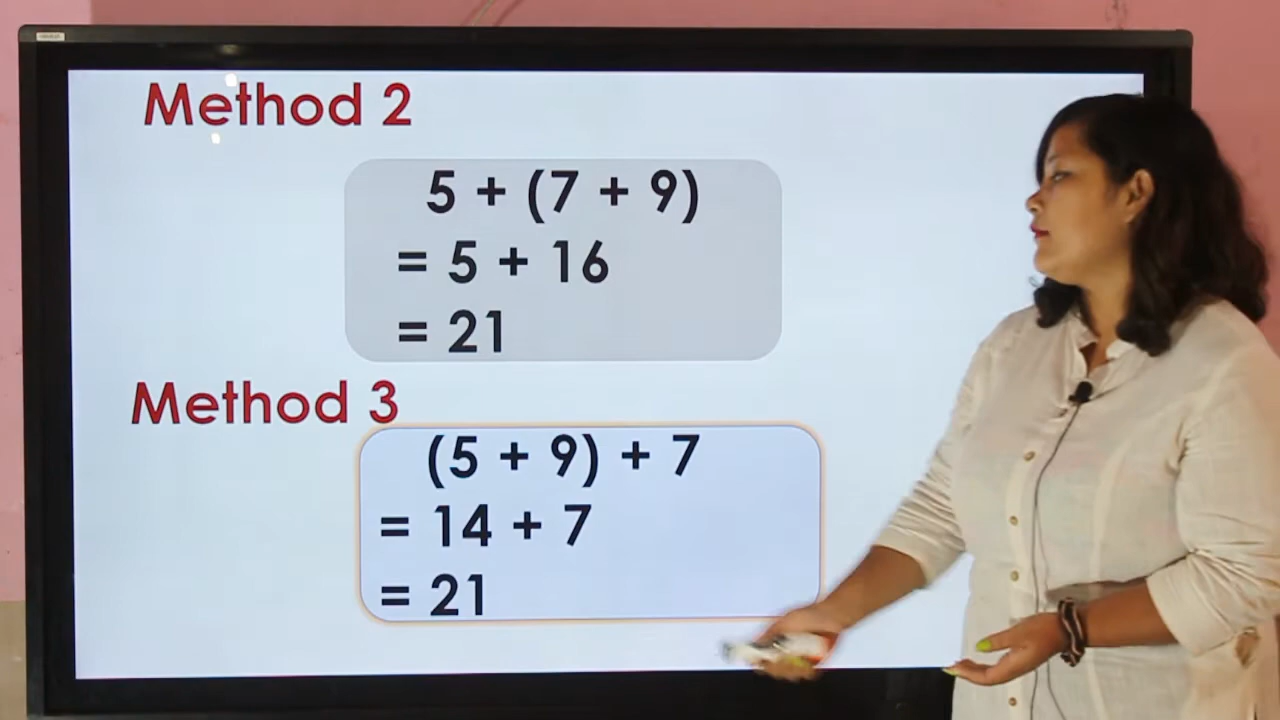 Method 2
5 + (7 + 9)
= 5 + 16
= 21
Method 3
(5 + 9) + 7
= 14 + 7
= 21